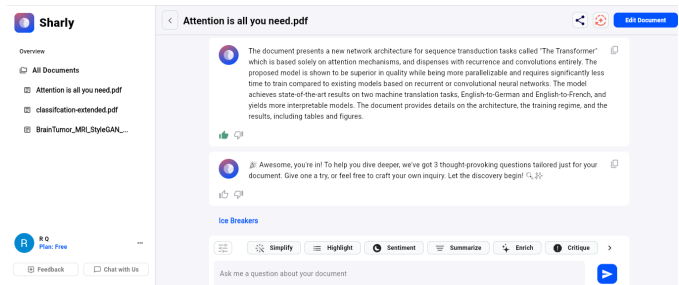 Sharly
Overview
All Documents
Attention is all you need.pdf
classifcation-extended.pdf
BrainTumor_MRI_StyleGAN_...
R
R Q
Plan: Free
...
Feedback
Chat with Us
Attention is all you need.pdf
Edit Document
The document presents a new network architecture for sequence transduction tasks called "The Transformer"
which is based solely on attention mechanisms, and dispenses with recurrence and convolutions entirely. The
proposed model is shown to be superior in quality while being more parallelizable and requires significantly less
time to train compared to existing models based on recurrent or convolutional neural networks. The model
achieves state-of-the-art results on two machine translation tasks, English-to-German and English-to-French, and
yields more interpretable models. The document provides details on the architecture, the training regime, and the
results, including tables and figures.
🎉 Awesome, you're in! To help you dive deeper, we've got 3 thought-provoking questions tailored just for your
document. Give one a try, or feel free to craft your own inquiry. Let the discovery begin! 🔍✨
Ice Breakers
Simplify
Highlight
Sentiment
Summarize
Enrich
Critique
Ask me a question about your document